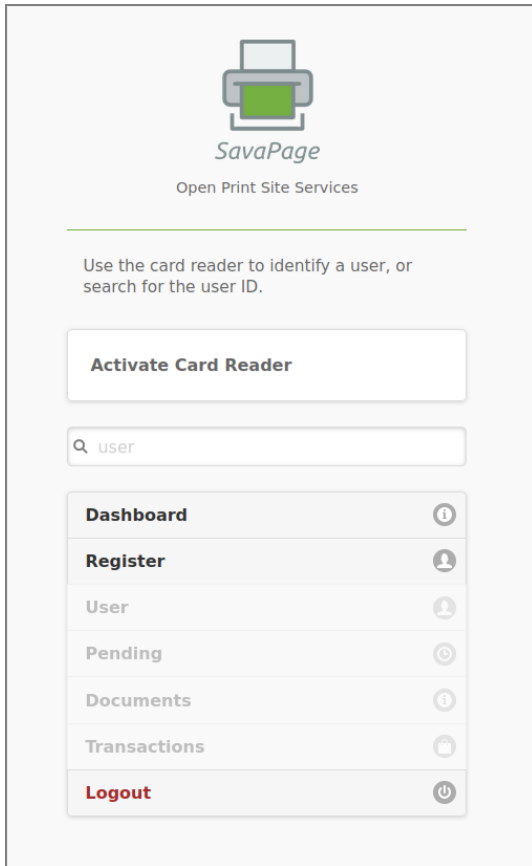 SavaPage
Open Print Site Services
Use the card reader to identify a user, or
search for the user ID.
Activate Card Reader
user
Dashboard
Register
User
Pending
Documents
Transactions
Logout